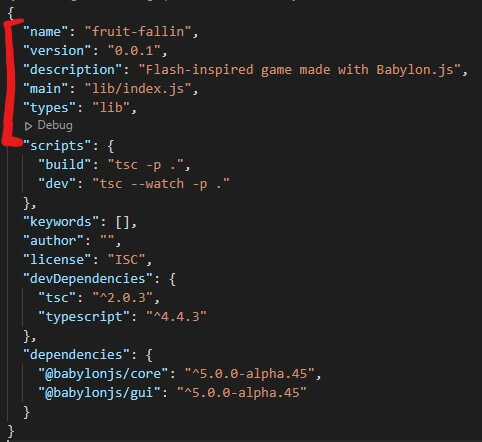 {
"name": "fruit-fallin",
"version": "0.0.1",
"description": "Flash-inspired game made with Babylon.js",
"main": "lib/index.js",
"types": "lib",
Debug
"scripts": {
"build": "tsc -p .",
"dev": "tsc --watch -p ."
},
"keywords": [],
"author": "",
"license": "ISC",
"devDependencies": {
"tsc": "^2.0.3",
"typescript": "^4.4.3"
},
"dependencies": {
"@babylonjs/core": "^5.0.0-alpha.45",
"@babylonjs/gui": "^5.0.0-alpha.45"
}
}